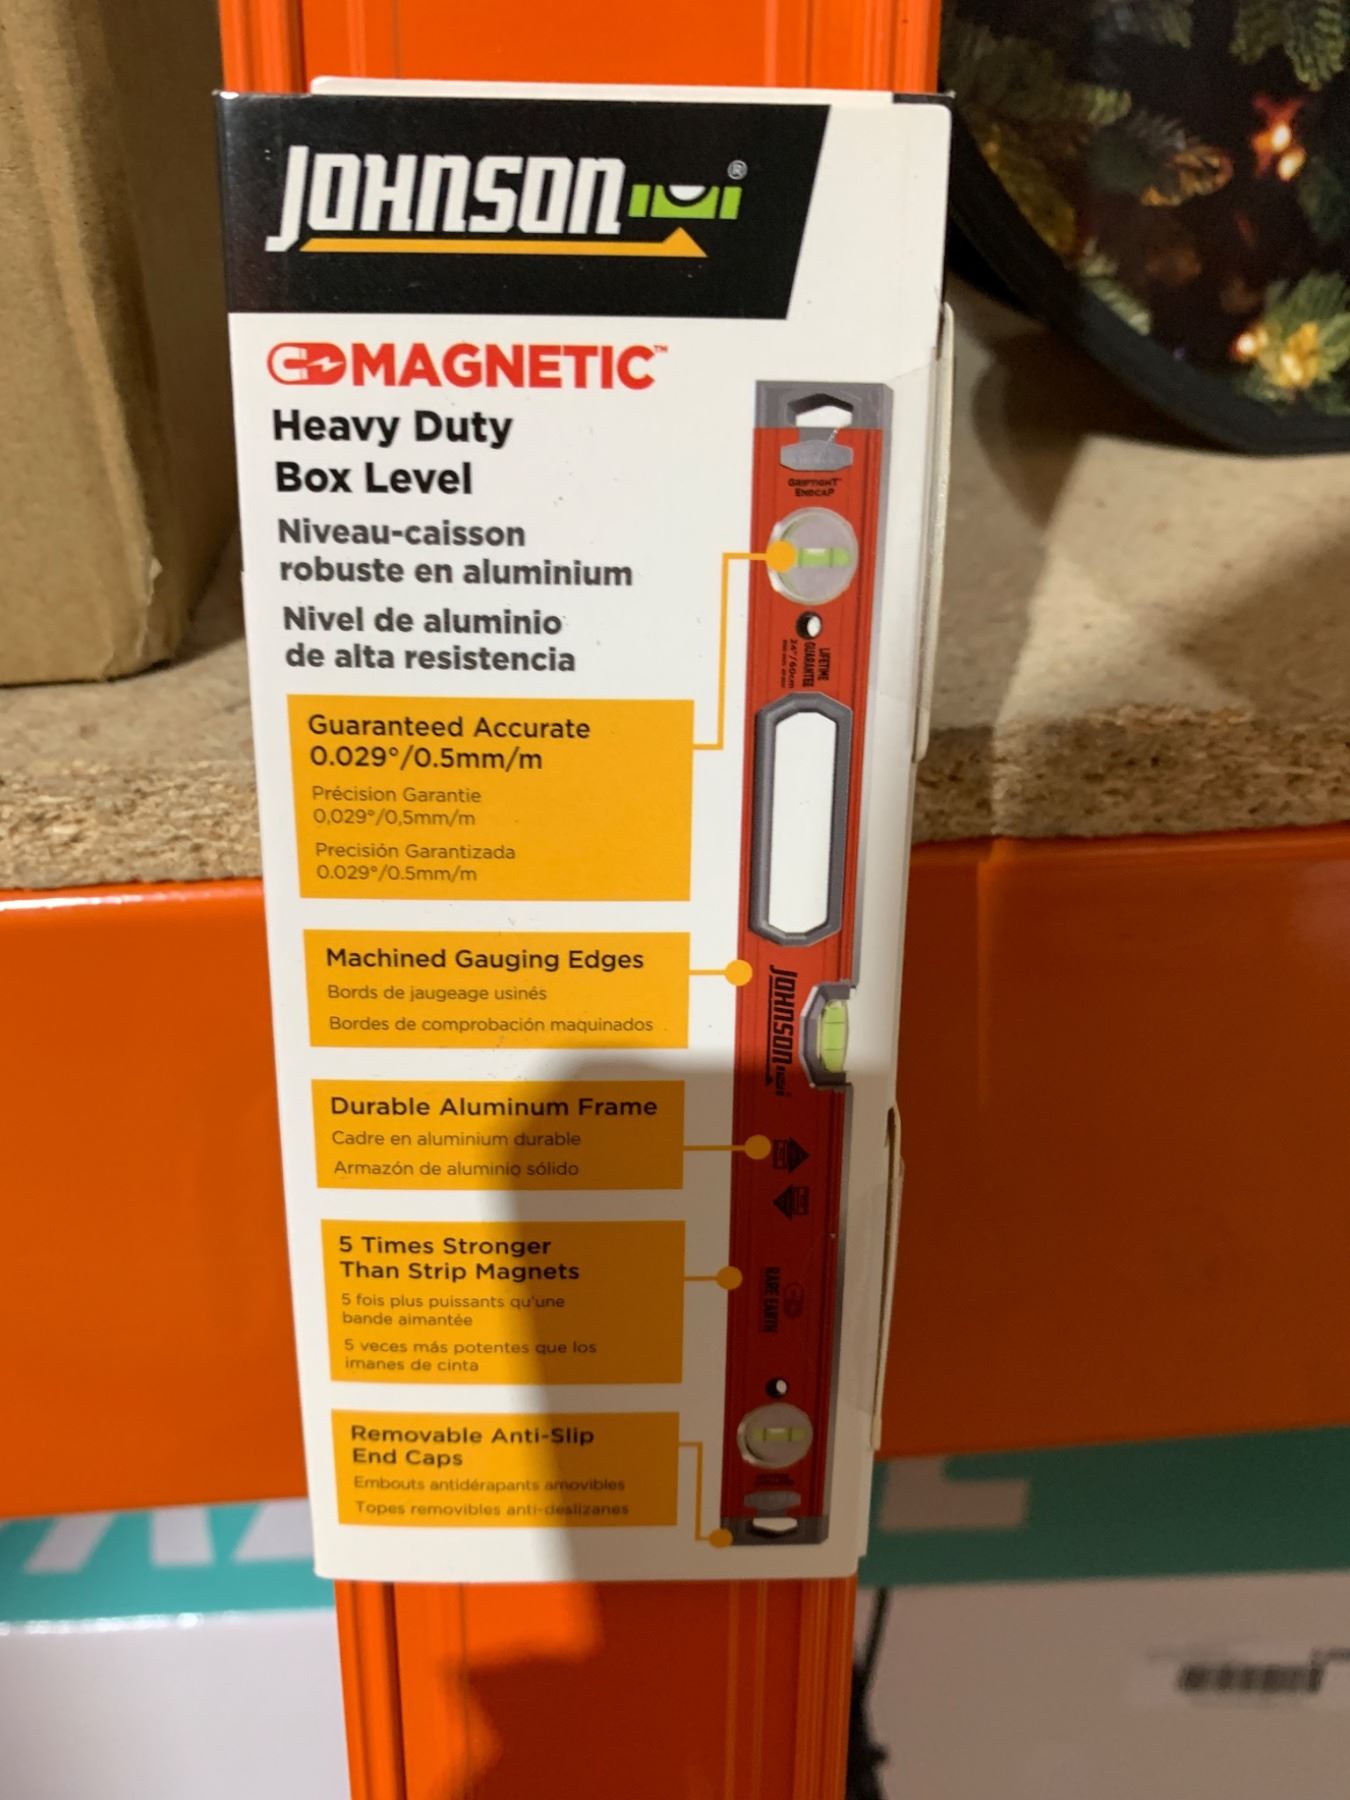 JOHNSON ®
MAGNETIC™
Heavy Duty
Box Level
Niveau-caisson
robuste en aluminium
Nivel de aluminio
de alta resistencia
Guaranteed Accurate
0.029°/0.5mm/m
Précision Garantie
0,029°/0,5mm/m
Precisión Garantizada
0.029°/0.5mm/m
Machined Gauging Edges
Bords de jaugeage usinés
Bordes de comprobación maquinados
Durable Aluminum Frame
Cadre en aluminium durable
Armazón de aluminio sólido
5 Times Stronger
Than Strip Magnets
5 fois plus puissants qu'une
bande aimantée
5 veces más potentes que los
imanes de cinta
Removable Anti-Slip
End Caps
Embouts antidérapants amovibles
Topes removibles anti-deslizanes
GRIPTIGHT™
ENDCAP
LIFETIME
GUARANTEE
24"/60cm
JOHNSON
RARE EARTH